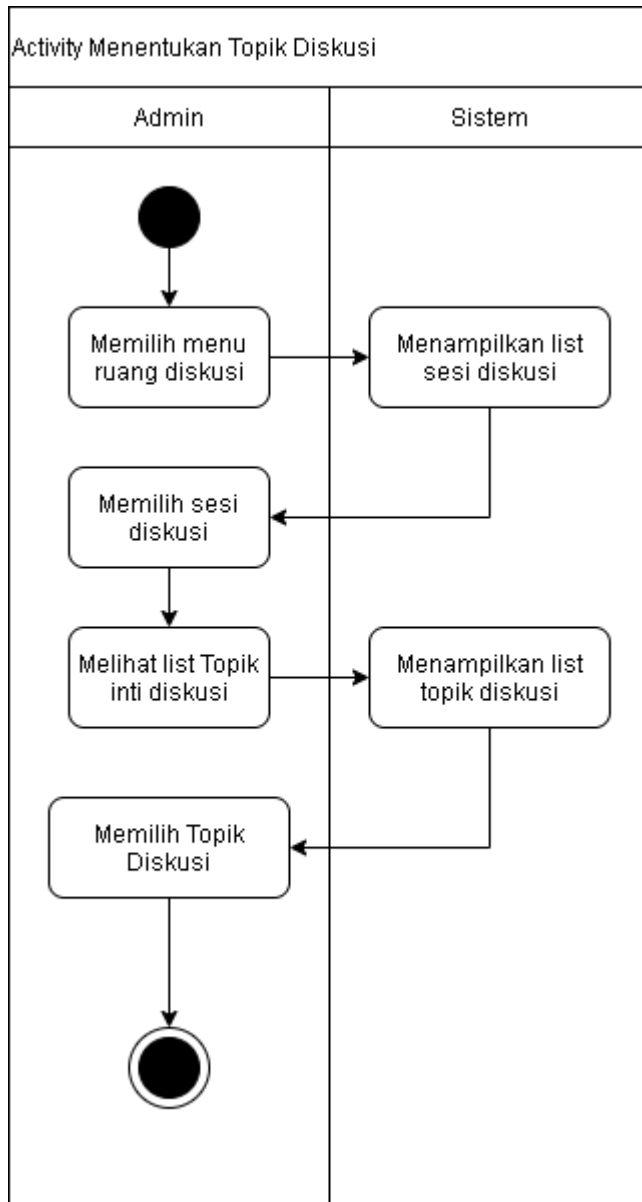 Activity Menentukan Topik Diskusi
Admin
Sistem
Memilih menu
ruang diskusi
Menampilkan list
sesi diskusi
Memilih sesi
diskusi
Melihat list Topik
inti diskusi
Menampilkan list
topik diskusi
Memilih Topik
Diskusi